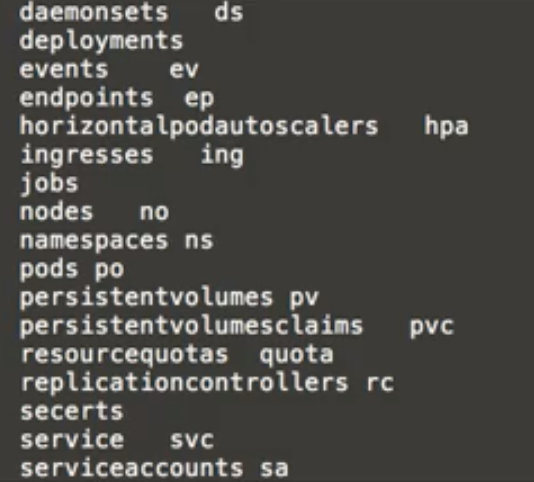 daemonsets ds
deployments
events ev
endpoints ep
horizontalpodautoscalers hpa
ingresses ing
jobs
nodes no
namespaces ns
pods po
persistentvolumes pv
persistentvolumesclaims pvc
resourcequotas quota
replicationcontrollers rc
secerts
service svc
serviceaccounts sa